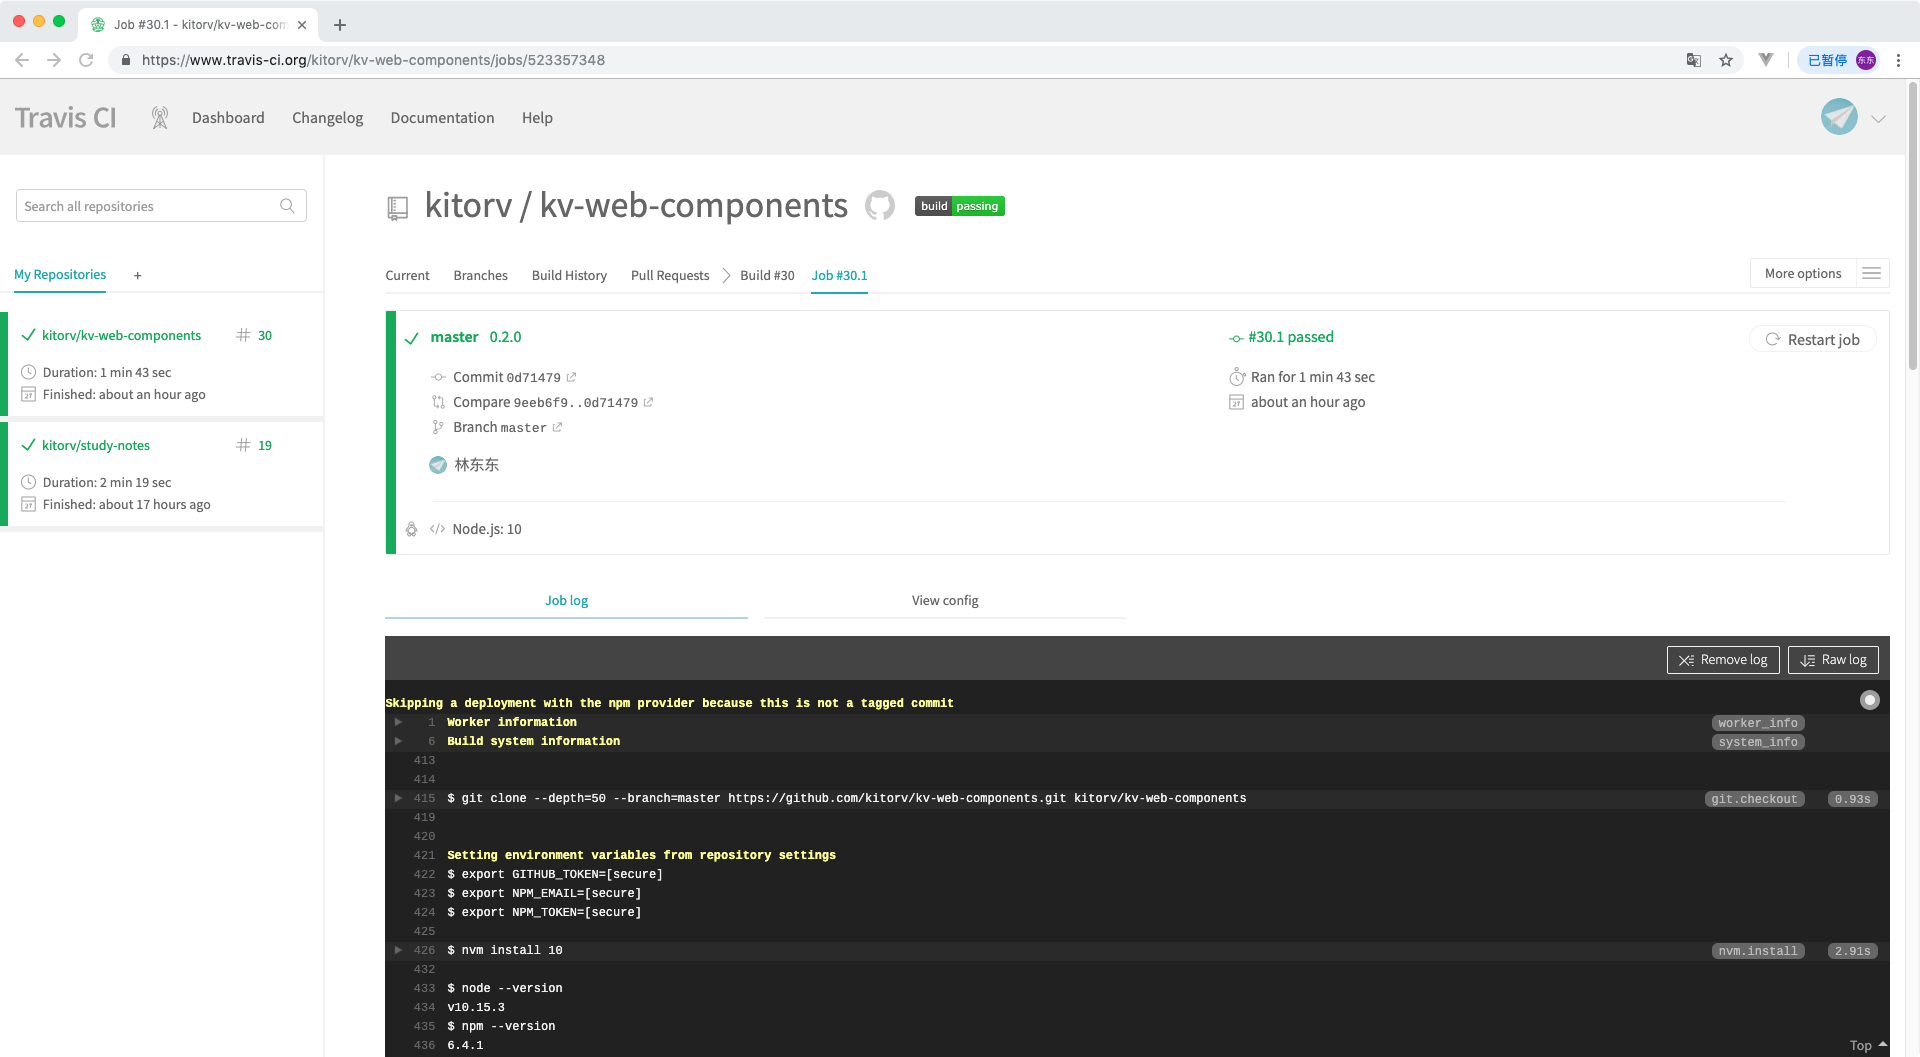 Job #30.1 - kitorv/kv-web-com
https://www.travis-ci.org/kitorv/kv-web-components/jobs/523357348
已暂停 东东
Travis CI Dashboard Changelog Documentation Help
Search all repositories
My Repositories +
kitorv/kv-web-components # 30
Duration: 1 min 43 sec
Finished: about an hour ago
kitorv/study-notes # 19
Duration: 2 min 19 sec
Finished: about 17 hours ago
kitorv / kv-web-components build passing
Current Branches Build History Pull Requests Build #30 Job #30.1 More options
master 0.2.0
Commit 0d71479
Compare 9eeb6f9..0d71479
Branch master
林东东
Node.js: 10
#30.1 passed
Ran for 1 min 43 sec
about an hour ago
Restart job
Job log View config
Remove log Raw log
Skipping a deployment with the npm provider because this is not a tagged commit
1 Worker information worker_info
6 Build system information system_info
413
414
415 $ git clone --depth=50 --branch=master https://github.com/kitorv/kv-web-components.git kitorv/kv-web-components git.checkout 0.93s
419
420
421 Setting environment variables from repository settings
422 $ export GITHUB_TOKEN=[secure]
423 $ export NPM_EMAIL=[secure]
424 $ export NPM_TOKEN=[secure]
425
426 $ nvm install 10 nvm.install 2.91s
432
433 $ node --version
434 v10.15.3
435 $ npm --version
436 6.4.1
Top